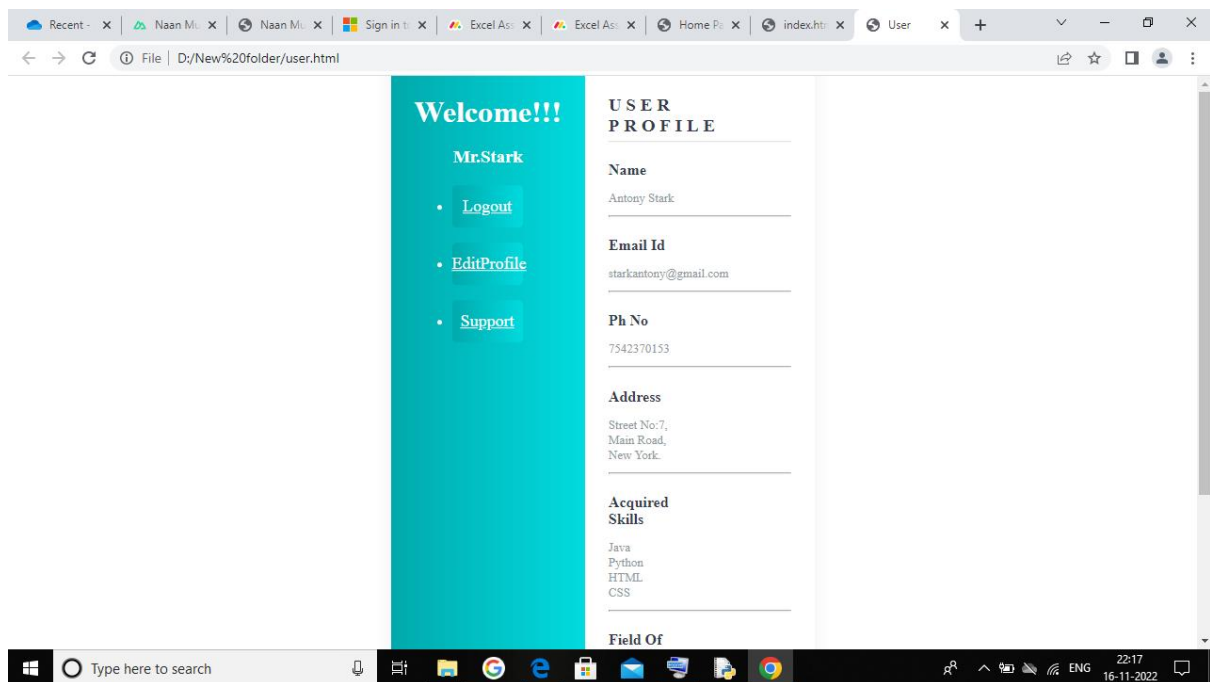 Recent -
Naan Mu
Naan Mu
Sign in t
Excel Ass
Excel Ass
Home Pa
index.htm
User
File | D:/New%20folder/user.html
Welcome!!!
Mr.Stark
Logout
EditProfile
Support
USER
PROFILE
Name
Antony Stark
Email Id
starkantony@gmail.com
Ph No
7542370153
Address
Street No:7,
Main Road,
New York.
Acquired
Skills
Java
Python
HTML
CSS
Field Of
Type here to search
ENG
22:17
16-11-2022